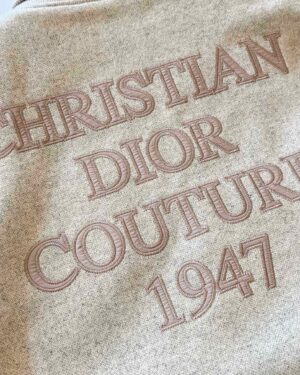 CHRISTIAN
DIOR
COUTURE
1947